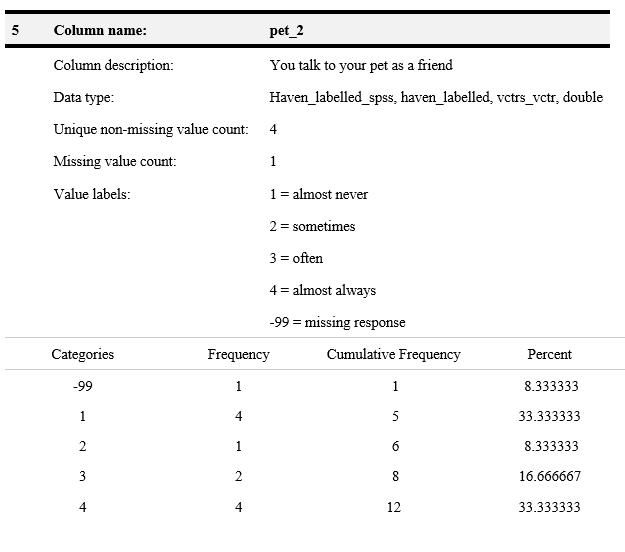 5 Column name: pet_2
Column description: You talk to your pet as a friend
Data type: Haven_labelled_spss, haven_labelled, vctrs_vctr, double
Unique non-missing value count: 4
Missing value count: 1
Value labels: 1 = almost never
2 = sometimes
3 = often
4 = almost always
-99 = missing response
Categories Frequency Cumulative Frequency Percent
-99 1 1 8.333333
1 4 5 33.333333
2 1 6 8.333333
3 2 8 16.666667
4 4 12 33.333333